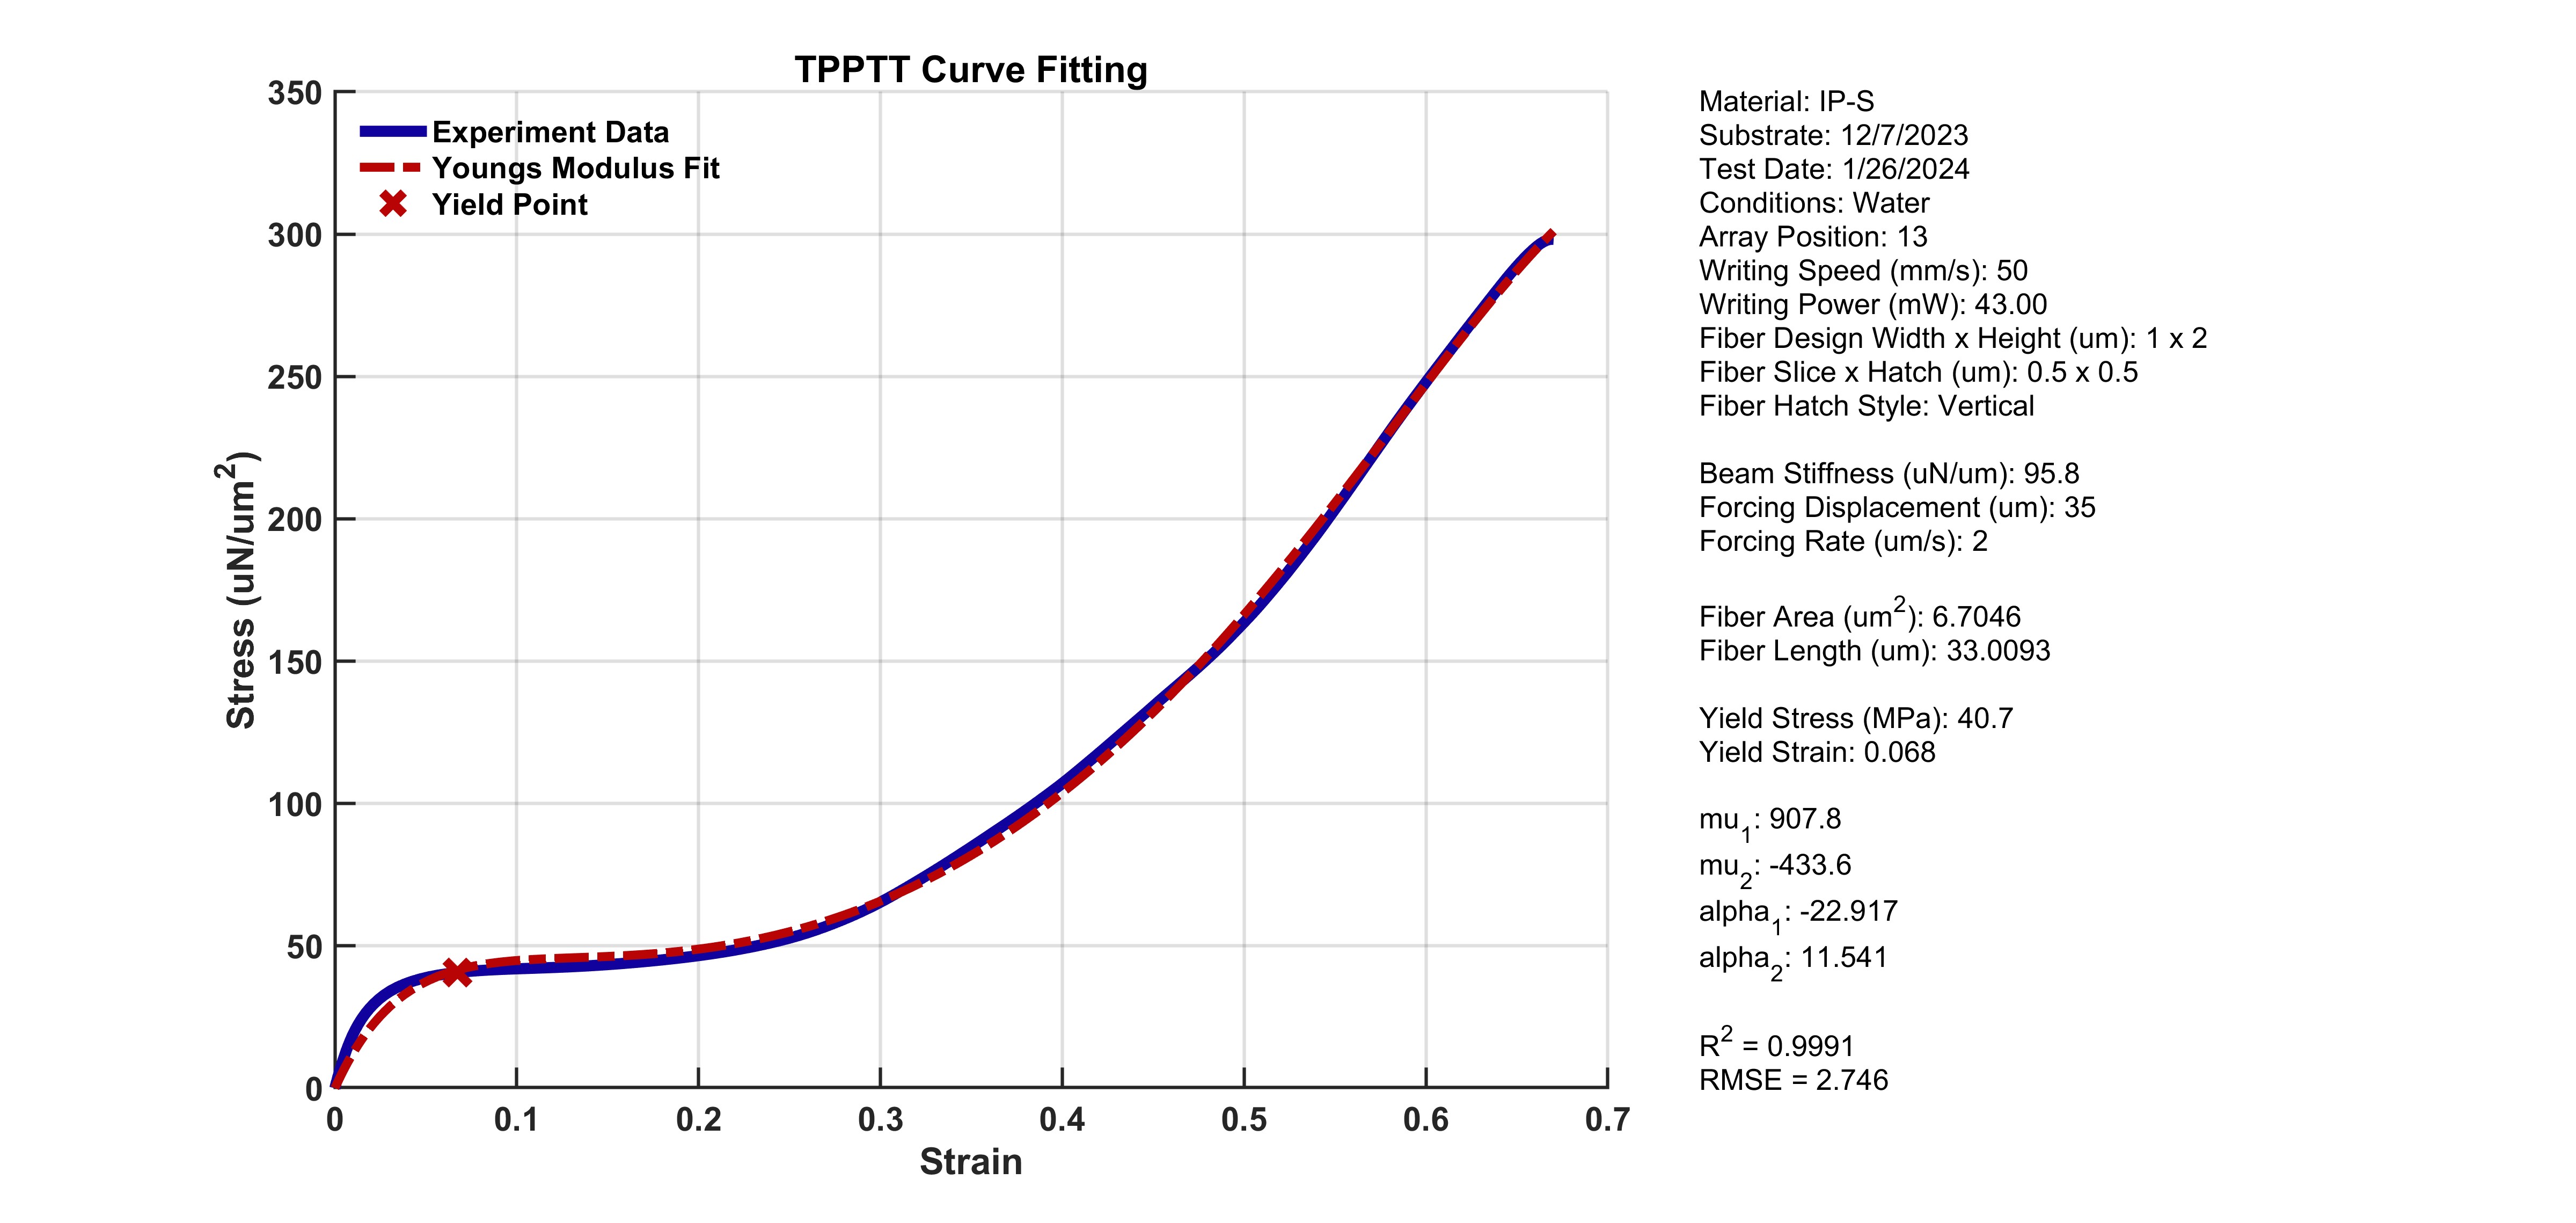 TPPTT Curve Fitting
350
300
250
200
150
100
50
0
Stress (uN/um²)
Experiment Data
Youngs Modulus Fit
Yield Point
0 0.1 0.2 0.3 0.4 0.5 0.6 0.7
Strain
Material: IP-S
Substrate: 12/7/2023
Test Date: 1/26/2024
Conditions: Water
Array Position: 13
Writing Speed (mm/s): 50
Writing Power (mW): 43.00
Fiber Design Width x Height (um): 1 x 2
Fiber Slice x Hatch (um): 0.5 x 0.5
Fiber Hatch Style: Vertical
Beam Stiffness (uN/um): 95.8
Forcing Displacement (um): 35
Forcing Rate (um/s): 2
Fiber Area (um²): 6.7046
Fiber Length (um): 33.0093
Yield Stress (MPa): 40.7
Yield Strain: 0.068
mu₁: 907.8
mu₂: -433.6
alpha₁: -22.917
alpha₂: 11.541
R² = 0.9991
RMSE = 2.746